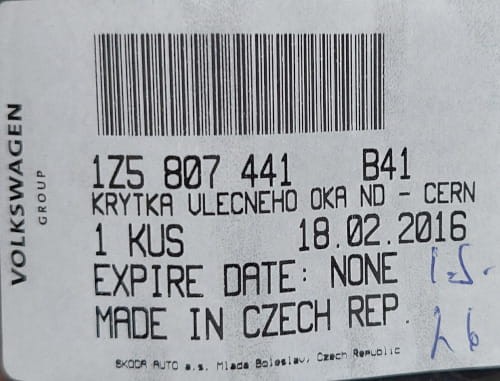 VOLKSWAGEN
GROUP
1Z5 807 441 B41
KRYTKA VLECNEHO OKA ND - CERN
1 KUS 18.02.2016
EXPIRE DATE: NONE
MADE IN CZECH REP.
SKODA AUTO a.s. Mlada Boleslav, Czech Republic